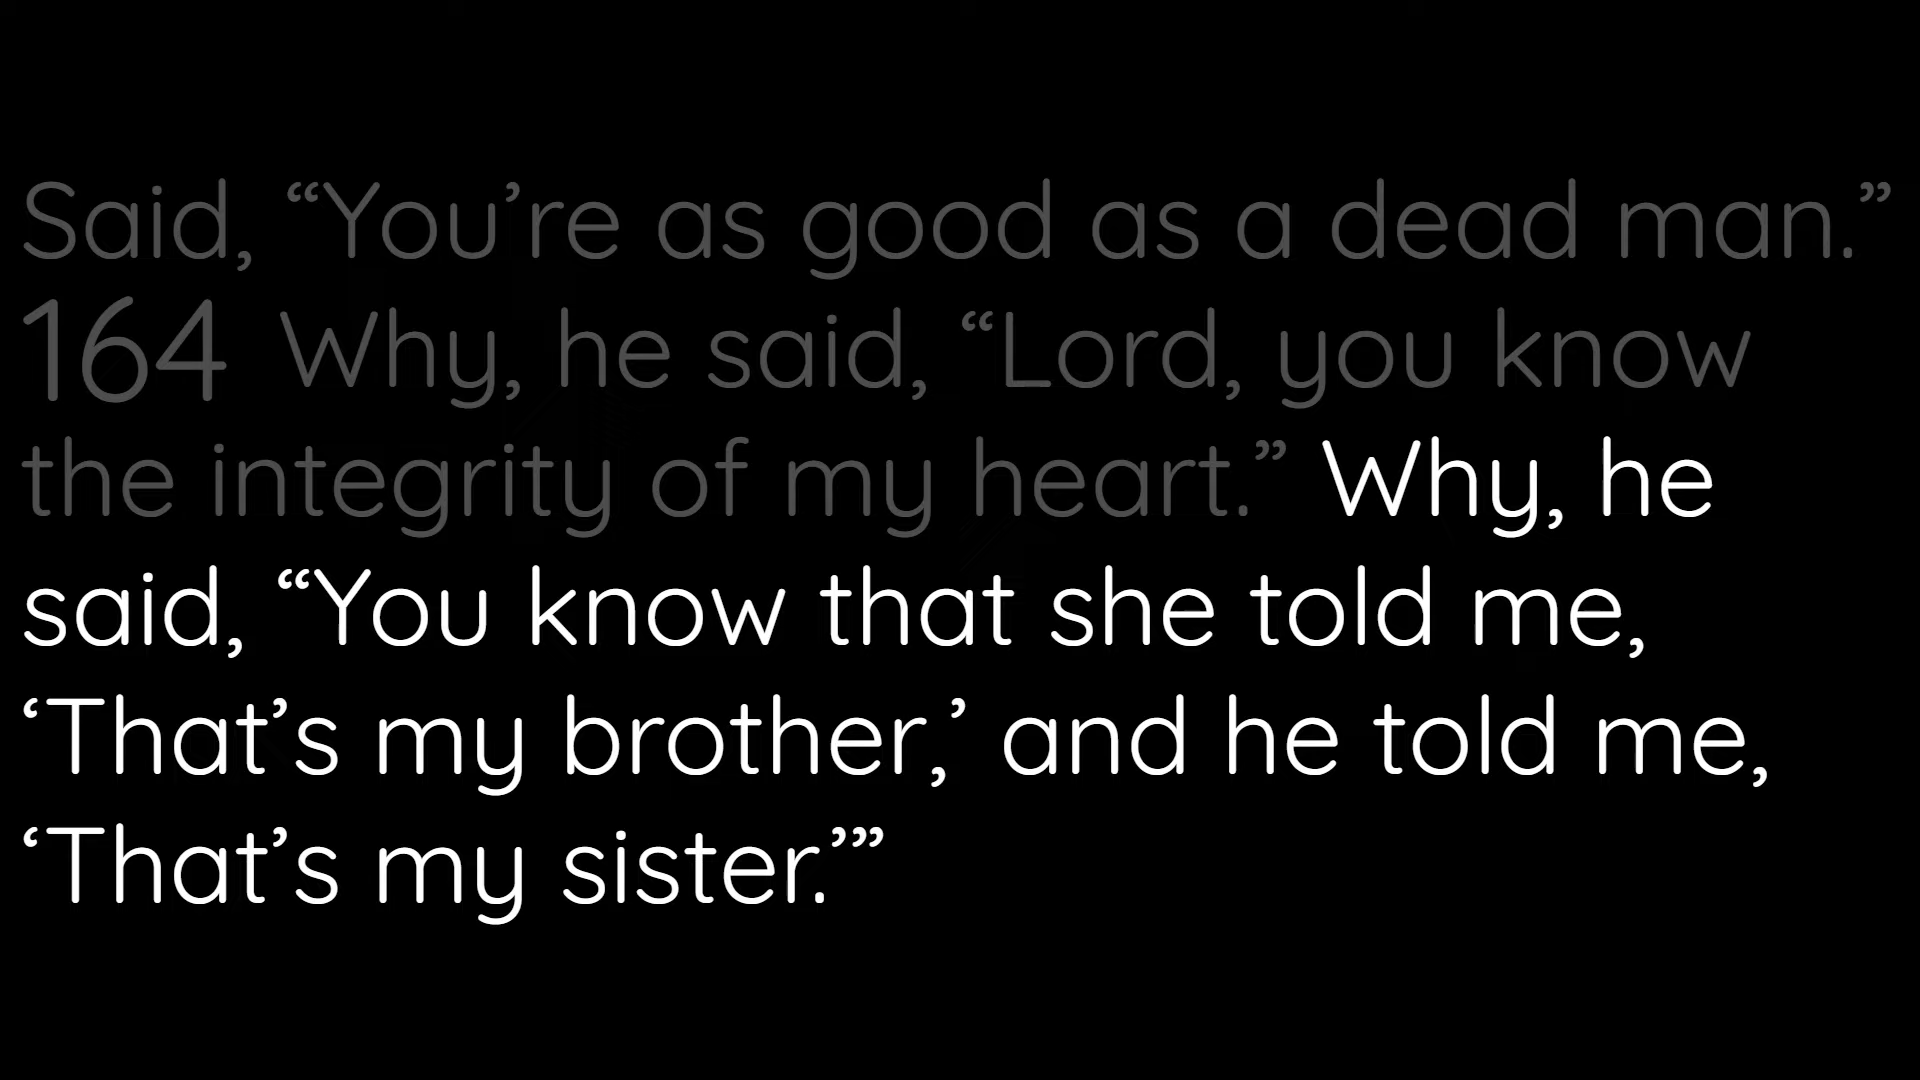 Said, “You’re as good as a dead man.”
164 Why, he said, “Lord, you know
the integrity of my heart.” Why, he
said, “You know that she told me,
‘That’s my brother,’ and he told me,
‘That’s my sister.’”